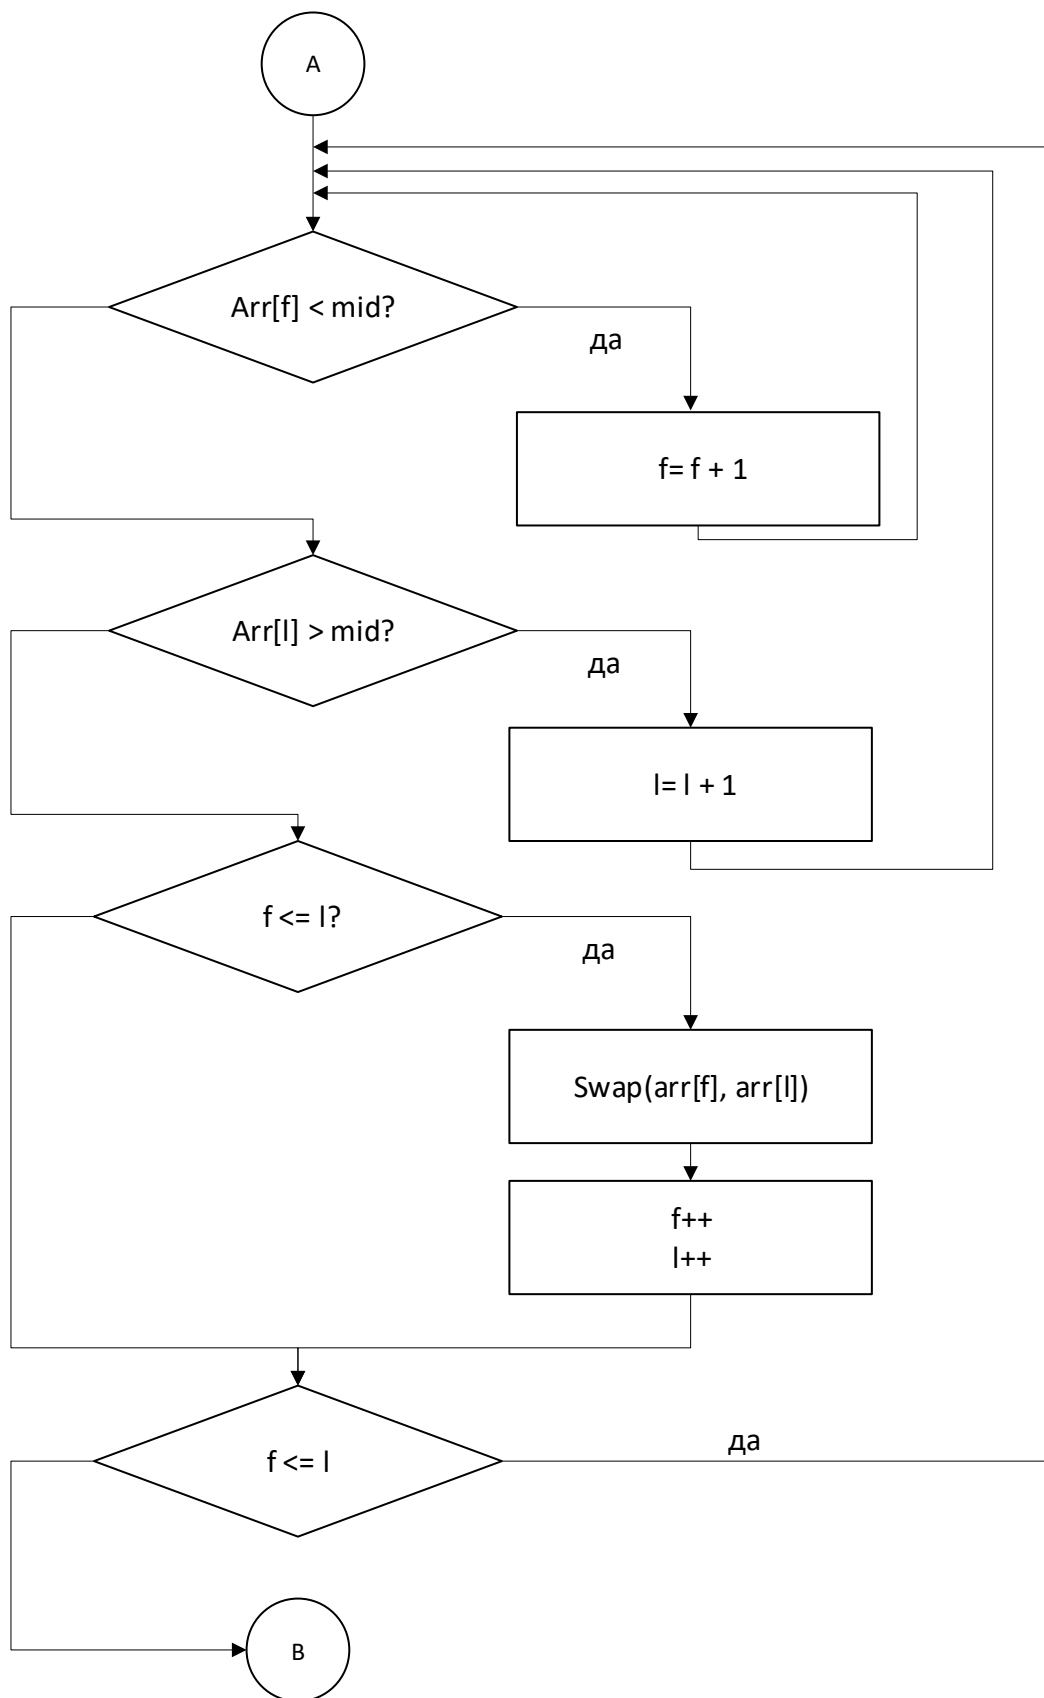 A
Arr[f] < mid?
да
f= f + 1
Arr[l] > mid?
да
l= l + 1
f <= l?
да
Swap(arr[f], arr[l])
f++
l++
да
f <= l
B